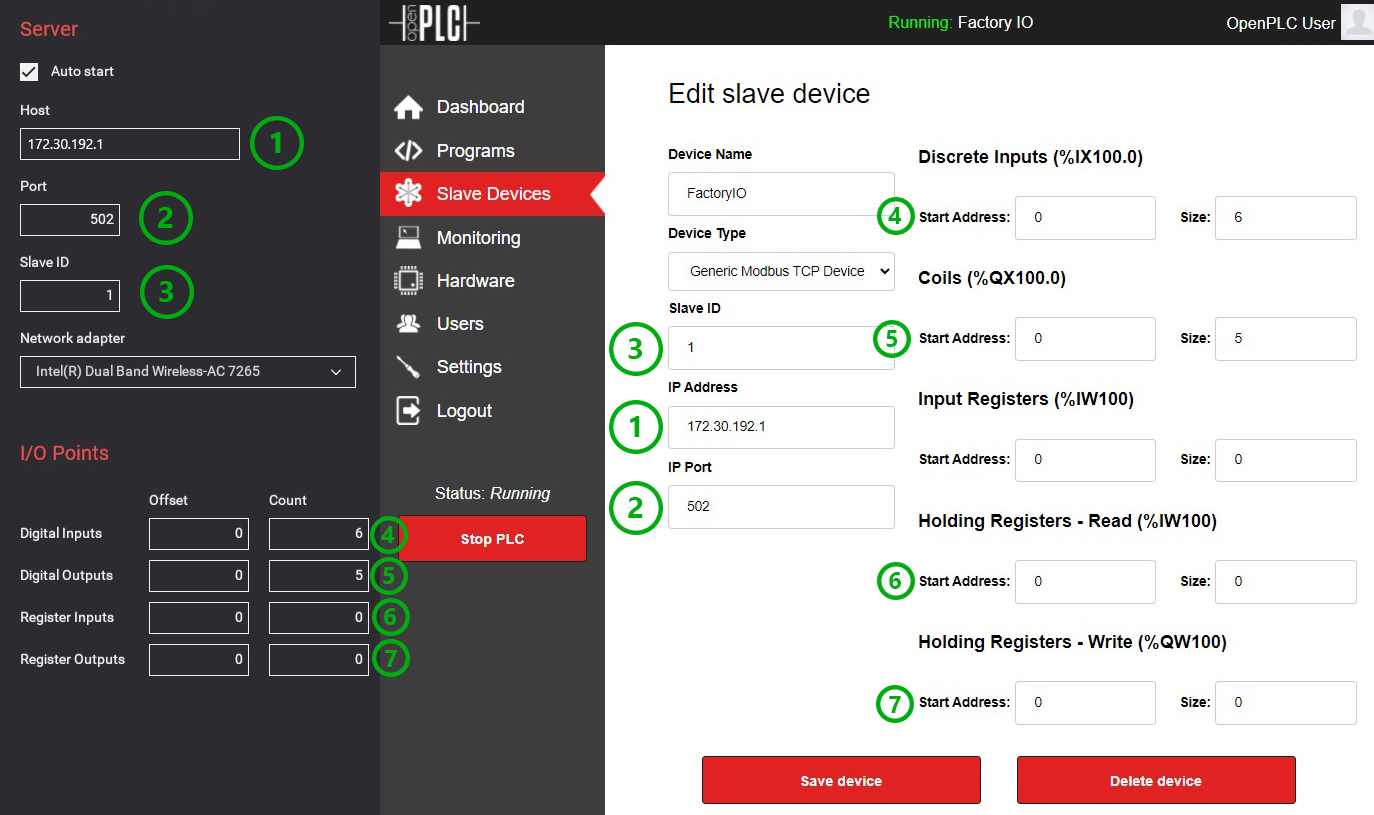 Server
Auto start
Host
172.30.192.1
1
Port
502
2
Slave ID
1
3
Network adapter
Intel(R) Dual Band Wireless-AC 7265
I/O Points
Offset Count
Digital Inputs 0 6 4
Digital Outputs 0 5 5
Register Inputs 0 0 6
Register Outputs 0 0 7
open PLC
Running: Factory IO
OpenPLC User
Dashboard
Programs
Slave Devices
Monitoring
Hardware
Users
Settings
Logout
Status: Running
Stop PLC
Edit slave device
Device Name
FactoryIO
Device Type
Generic Modbus TCP Device
Slave ID
3 1
IP Address
1 172.30.192.1
IP Port
2 502
Discrete Inputs (%IX100.0)
4 Start Address: 0 Size: 6
Coils (%QX100.0)
5 Start Address: 0 Size: 5
Input Registers (%IW100)
Start Address: 0 Size: 0
Holding Registers - Read (%IW100)
6 Start Address: 0 Size: 0
Holding Registers - Write (%QW100)
7 Start Address: 0 Size: 0
Save device
Delete device